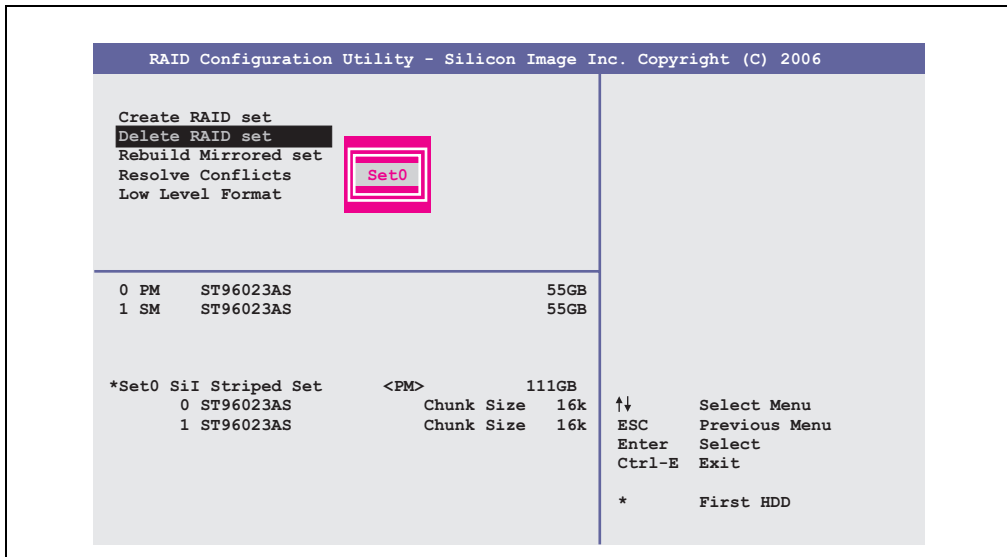 RAID Configuration Utility - Silicon Image Inc. Copyright (C) 2006
Create RAID set
Delete RAID set
Rebuild Mirrored set
Resolve Conflicts
Low Level Format
Set0
0 PM ST96023AS 55GB
1 SM ST96023AS 55GB
*Set0 SiI Striped Set <PM> 111GB
0 ST96023AS Chunk Size 16k
1 ST96023AS Chunk Size 16k
↑↓ Select Menu
ESC Previous Menu
Enter Select
Ctrl-E Exit
* First HDD